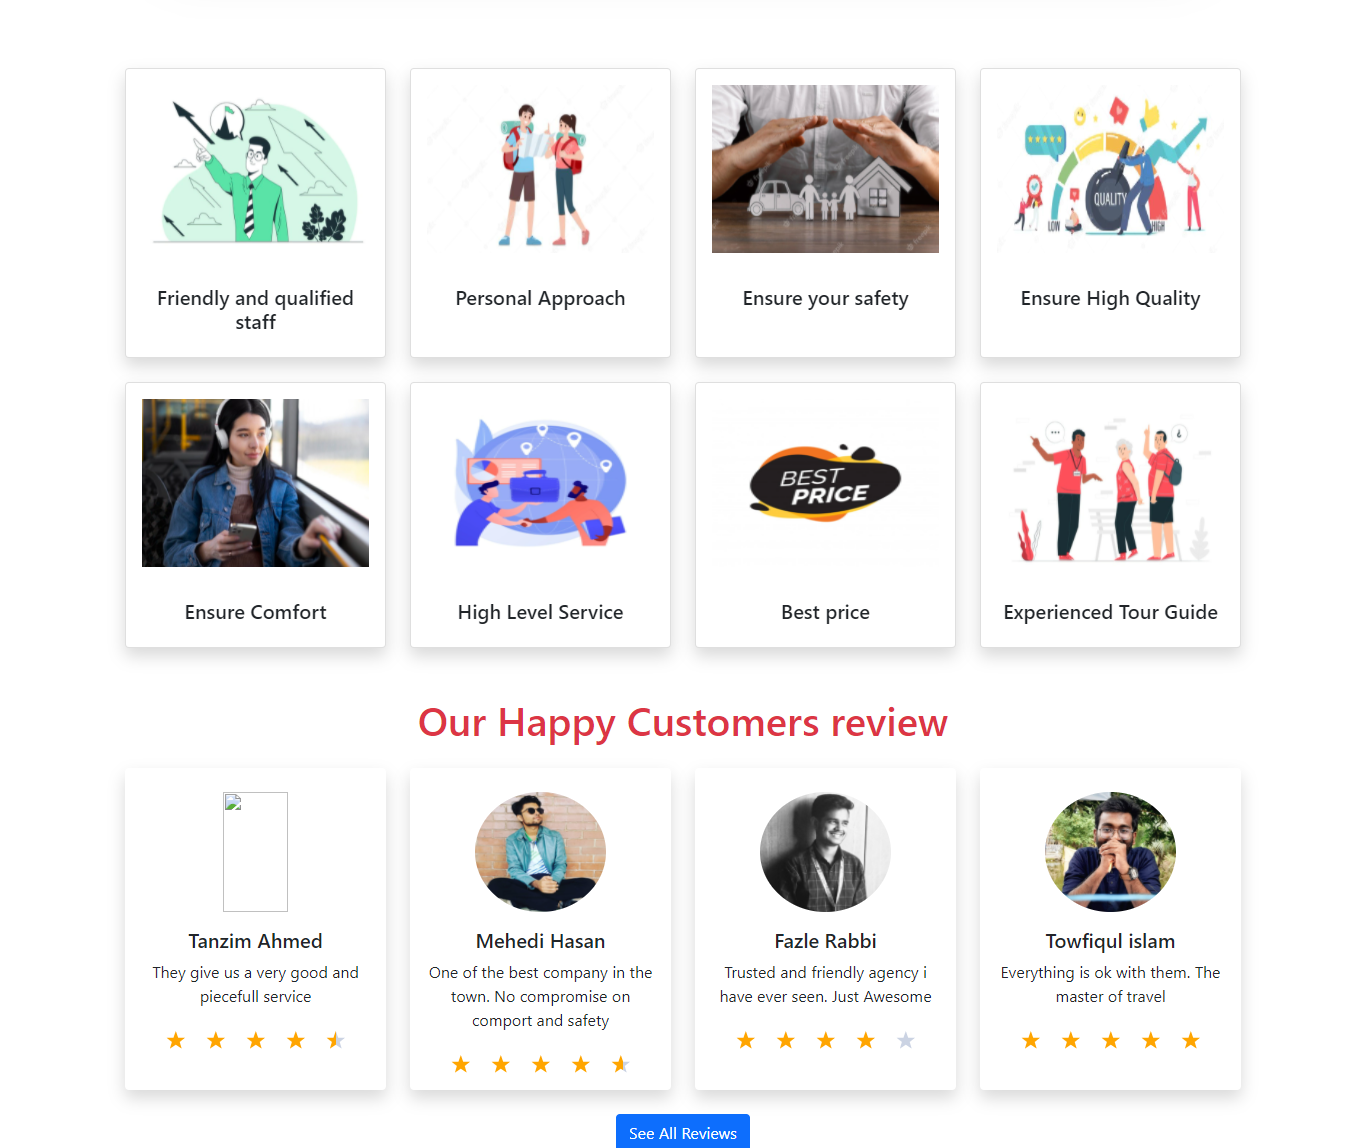 QUALITY
LOW
HIGH
Friendly and qualified
staff
Personal Approach
Ensure your safety
Ensure High Quality
BEST
PRICE
Ensure Comfort
High Level Service
Best price
Experienced Tour Guide
Our Happy Customers review
Tanzim Ahmed
They give us a very good and
piecefull service
Mehedi Hasan
One of the best company in the
town. No compromise on
comport and safety
Fazle Rabbi
Trusted and friendly agency i
have ever seen. Just Awesome
Towfiqul islam
Everything is ok with them. The
master of travel
See All Reviews